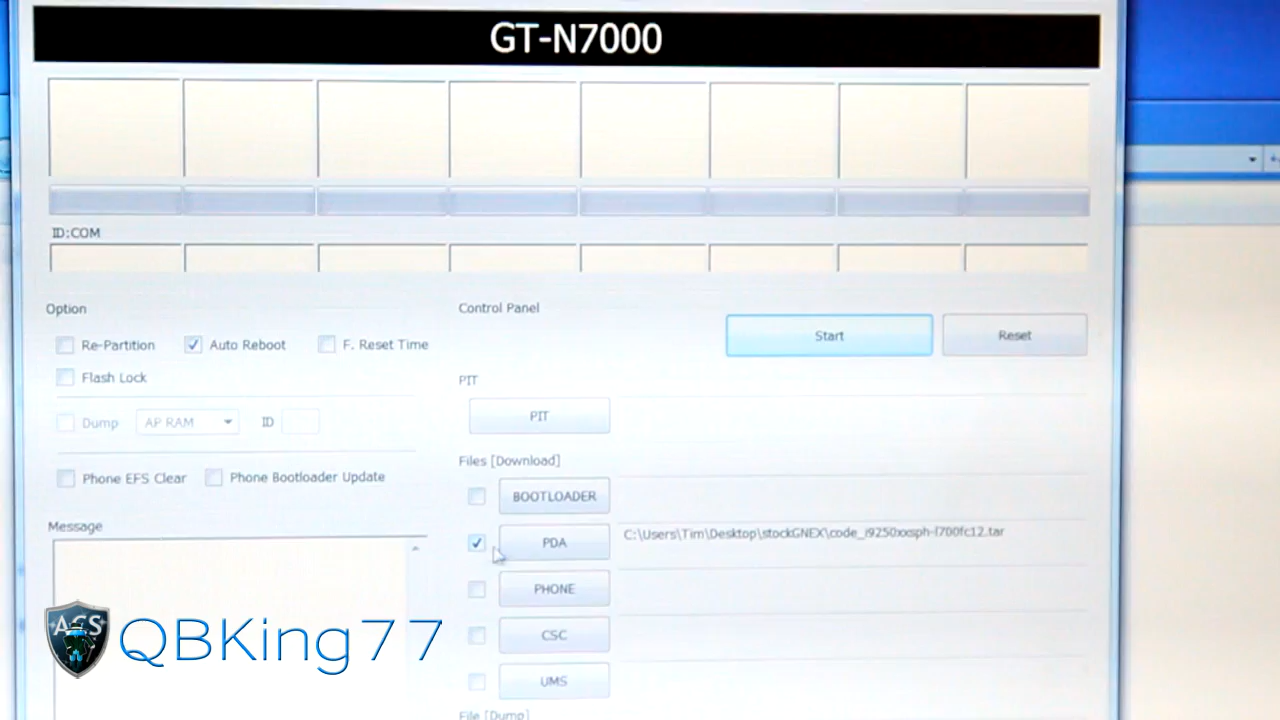 GT-N7000
ID:COM
Option
Re-Partition
Auto Reboot
F. Reset Time
Flash Lock
Dump
AP RAM
ID
Phone EFS Clear
Phone Bootloader Update
Message
Control Panel
Start
Reset
PIT
PIT
Files [Download]
BOOTLOADER
PDA
C:\Users\Tim\Desktop\stockGNEX\code_i9250xxsph-l700fc12.tar
PHONE
CSC
UMS
File [Dump]
ACS
QBKing77